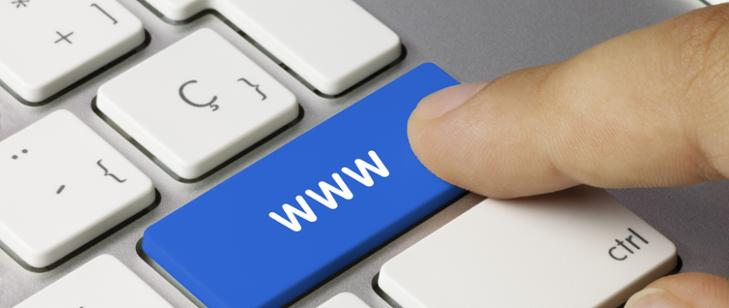 *
+ ]
Ç }
¨
´ {
www
ctrl